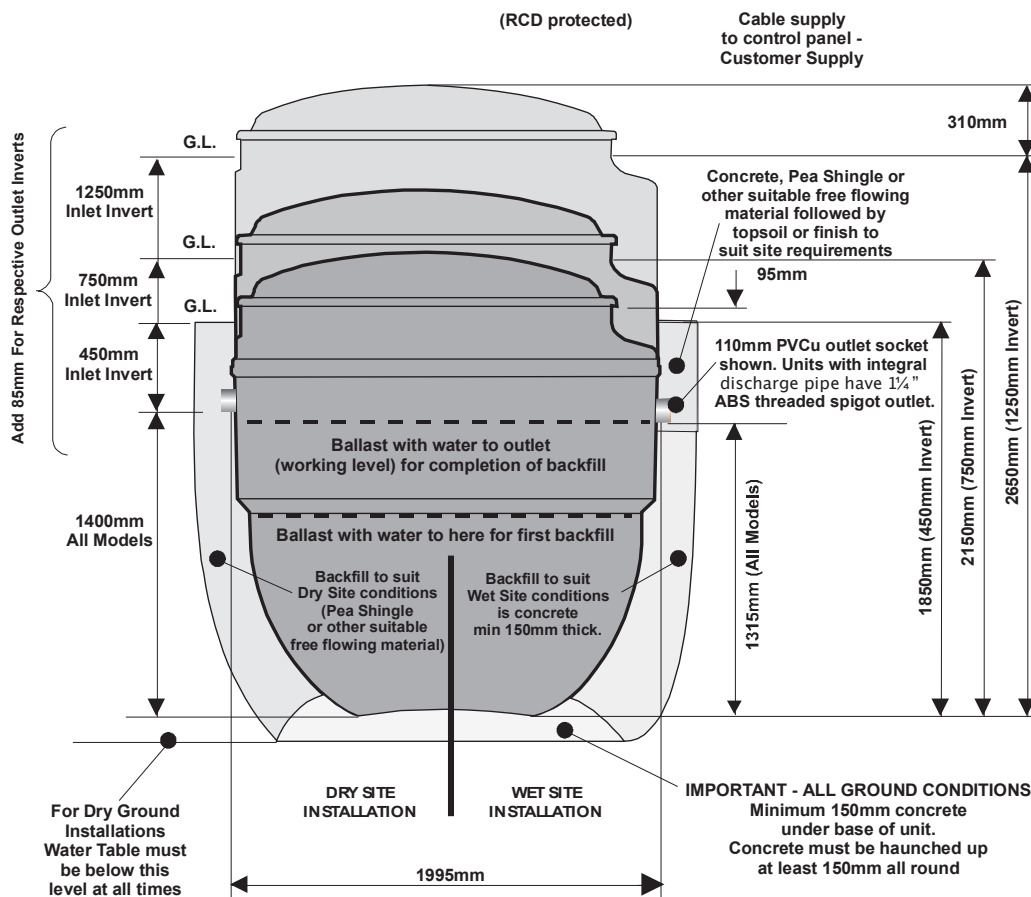 (RCD protected)
Cable supply
to control panel -
Customer Supply
310mm
G.L.
1250mm
Inlet Invert
G.L.
750mm
Inlet Invert
G.L.
450mm
Inlet Invert
Add 85mm For Respective Outlet Inverts
1400mm
All Models
Concrete, Pea Shingle or
other suitable free flowing
material followed by
topsoil or finish to
suit site requirements
95mm
110mm PVCu outlet socket
shown. Units with integral
discharge pipe have 1¼”
ABS threaded spigot outlet.
Ballast with water to outlet
(working level) for completion of backfill
Ballast with water to here for first backfill
Backfill to suit
Dry Site conditions
(Pea Shingle
or other suitable
free flowing material)
Backfill to suit
Wet Site conditions
is concrete
min 150mm thick.
1315mm (All Models)
1850mm (450mm Invert)
2150mm (750mm Invert)
2650mm (1250mm Invert)
For Dry Ground
Installations
Water Table must
be below this
level at all times
DRY SITE
INSTALLATION
WET SITE
INSTALLATION
IMPORTANT - ALL GROUND CONDITIONS
Minimum 150mm concrete
under base of unit.
Concrete must be haunched up
at least 150mm all round
1995mm